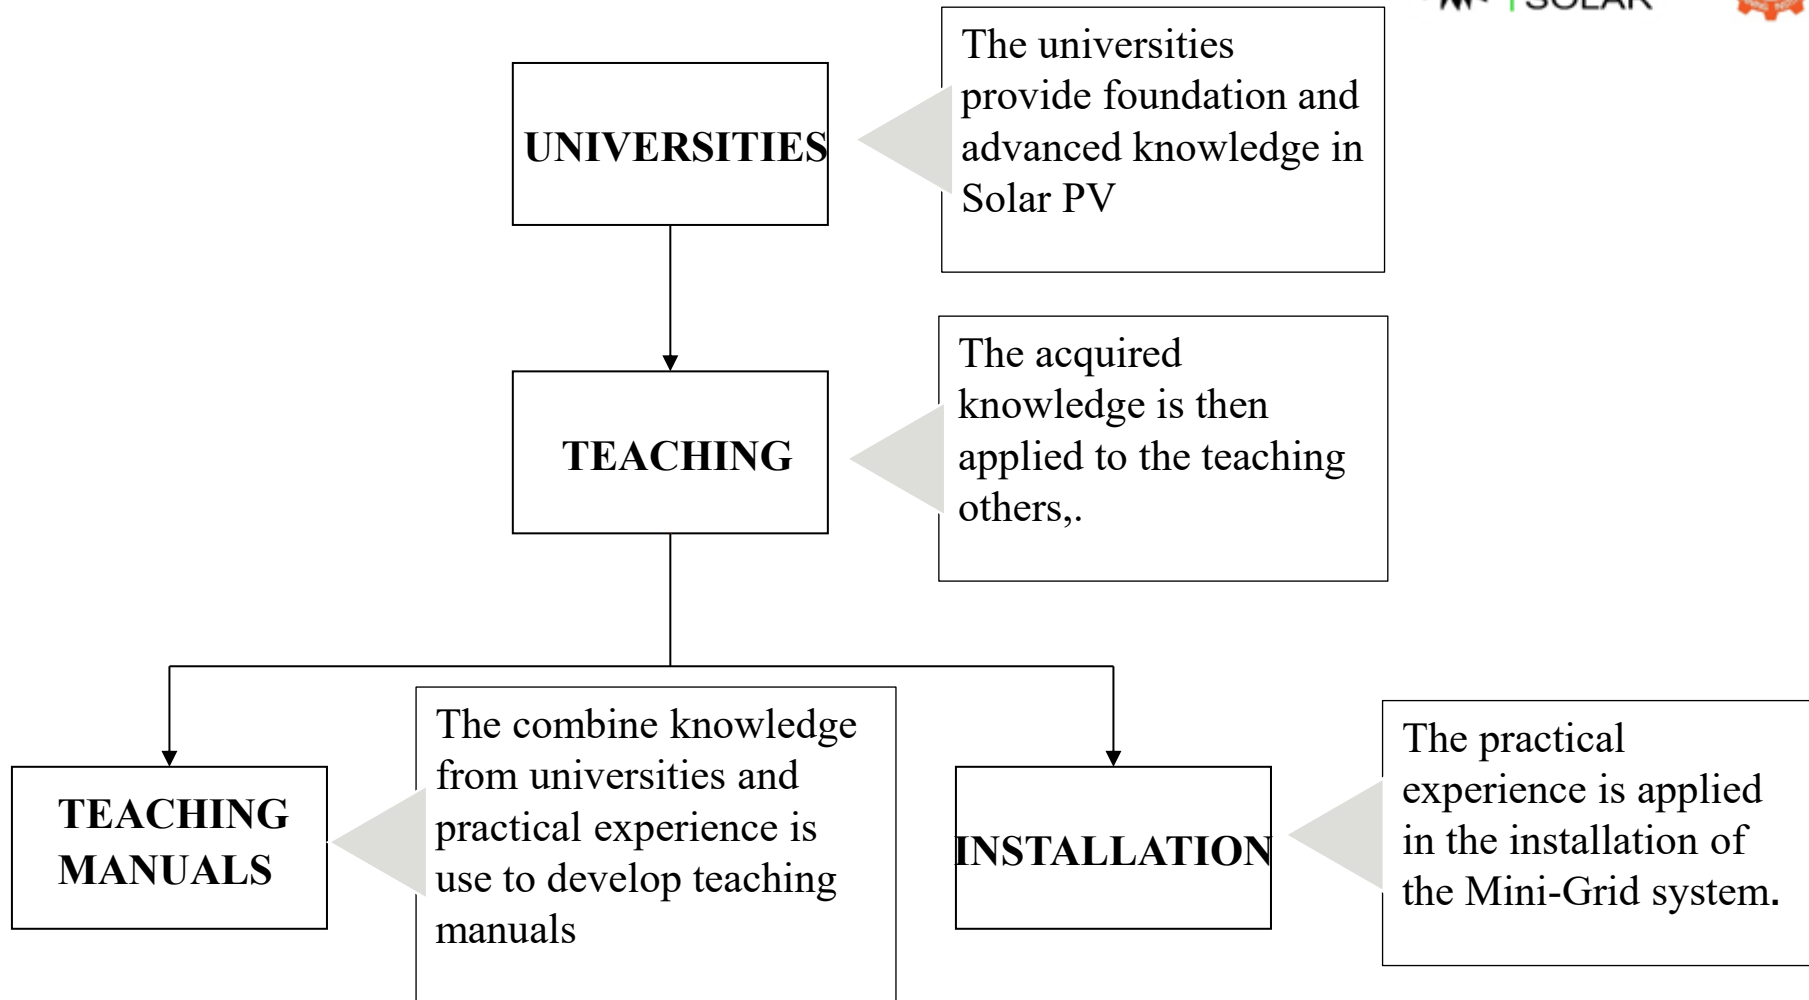 SOLAR
The universities
provide foundation and
advanced knowledge in
Solar PV
UNIVERSITIES
The acquired
knowledge is then
applied to the teaching
others,.
TEACHING
The combine knowledge
from universities and
practical experience is
use to develop teaching
manuals
TEACHING
MANUALS
INSTALLATION
The practical
experience is applied
in the installation of
the Mini-Grid system.